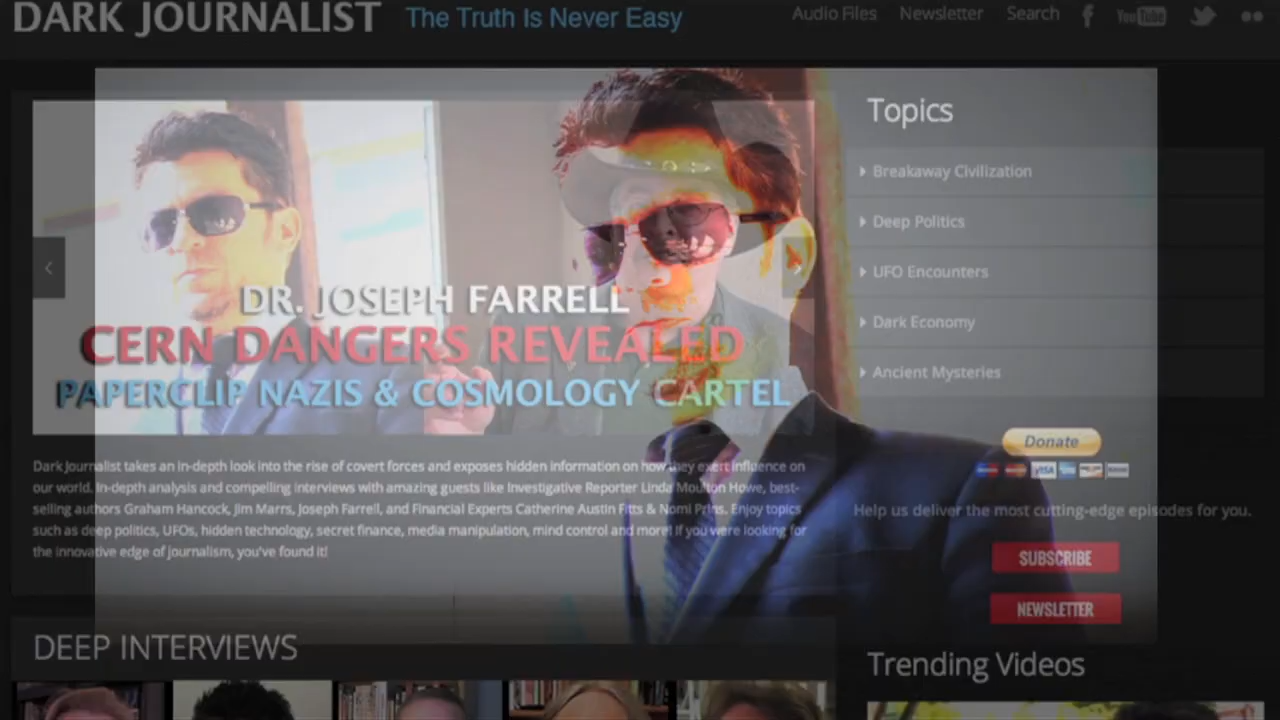 DARK JOURNALIST The Truth Is Never Easy
Audio Files Newsletter Search
You Tube
Topics
Breakaway Civilization
Deep Politics
UFO Encounters
Dark Economy
Ancient Mysteries
DR. JOSEPH FARRELL
CERN DANGERS REVEALED
PAPERCLIP NAZIS & COSMOLOGY CARTEL
Donate
VISA
Dark Journalist takes an in-depth look into the rise of covert forces and exposes hidden information on how they exert influence on
our world. In-depth analysis and compelling interviews with amazing guests like Investigative Reporter Linda Moulton Howe, best-
selling authors Graham Hancock, Jim Marrs, Joseph Farrell, and Financial Experts Catherine Austin Fitts & Nomi Prins. Enjoy topics
such as deep politics, UFOs, hidden technology, secret finance, media manipulation, mind control and more! If you were looking for
the innovative edge of journalism, you've found it!
Help us deliver the most cutting-edge episodes for you.
SUBSCRIBE
NEWSLETTER
DEEP INTERVIEWS
Trending Videos